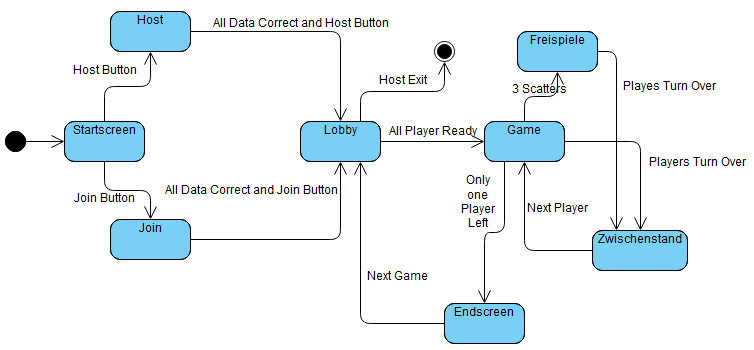 Host
All Data Correct and Host Button
Freispiele
Host Button
Host Exit
3 Scatters
Playes Turn Over
Startscreen
Lobby
All Player Ready
Game
Players Turn Over
Join Button
All Data Correct and Join Button
Only
one
Player
Left
Next Player
Join
Zwischenstand
Next Game
Endscreen